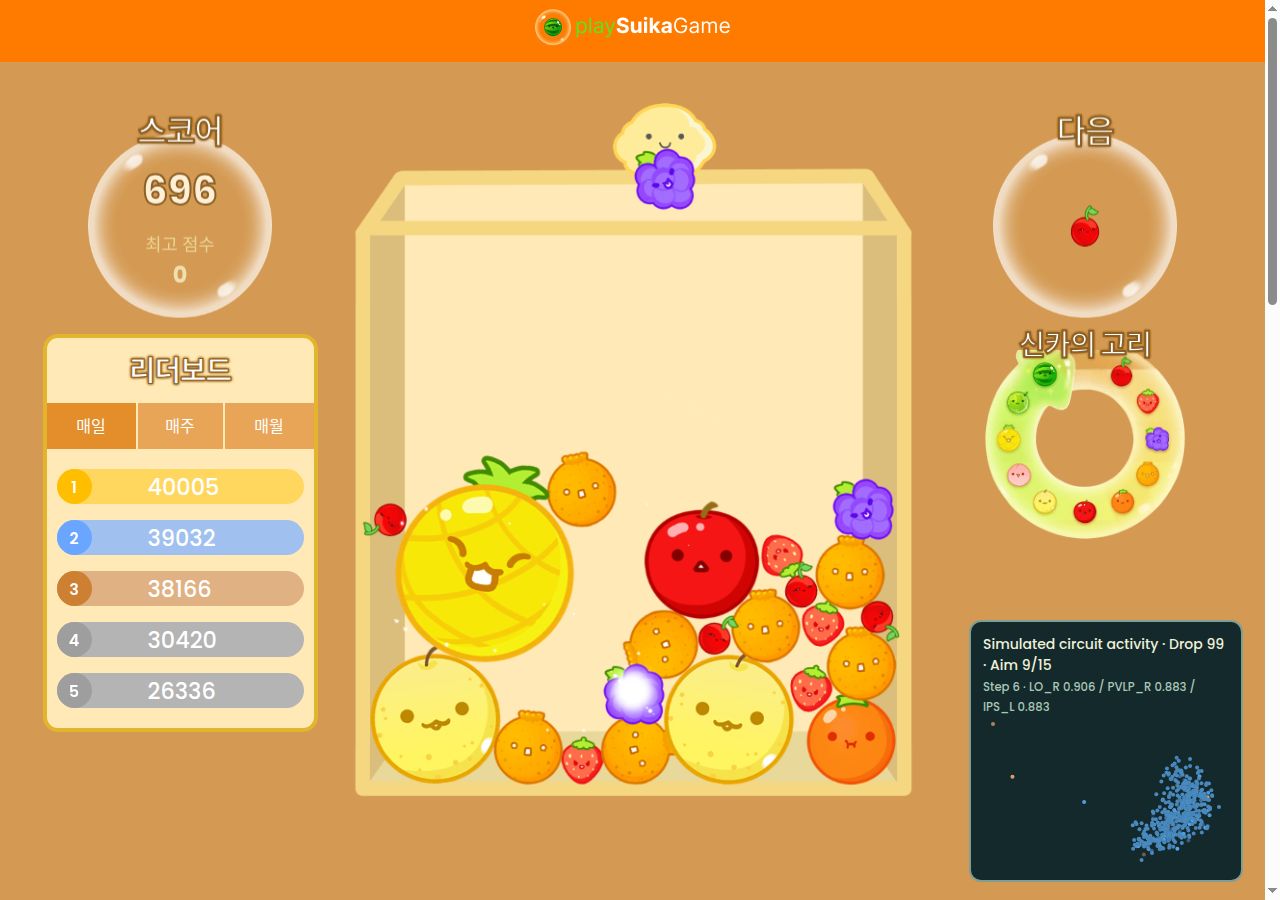 playSuikaGame
스코어
696
최고 점수
0
다음
신카의 고리
리더보드
매일 매주 매월
1 40005
2 39032
3 38166
4 30420
5 26336
Simulated circuit activity · Drop 99
· Aim 9/15
Step 6 · LO_R 0.906 / PVLP_R 0.883 /
IPS_L 0.883